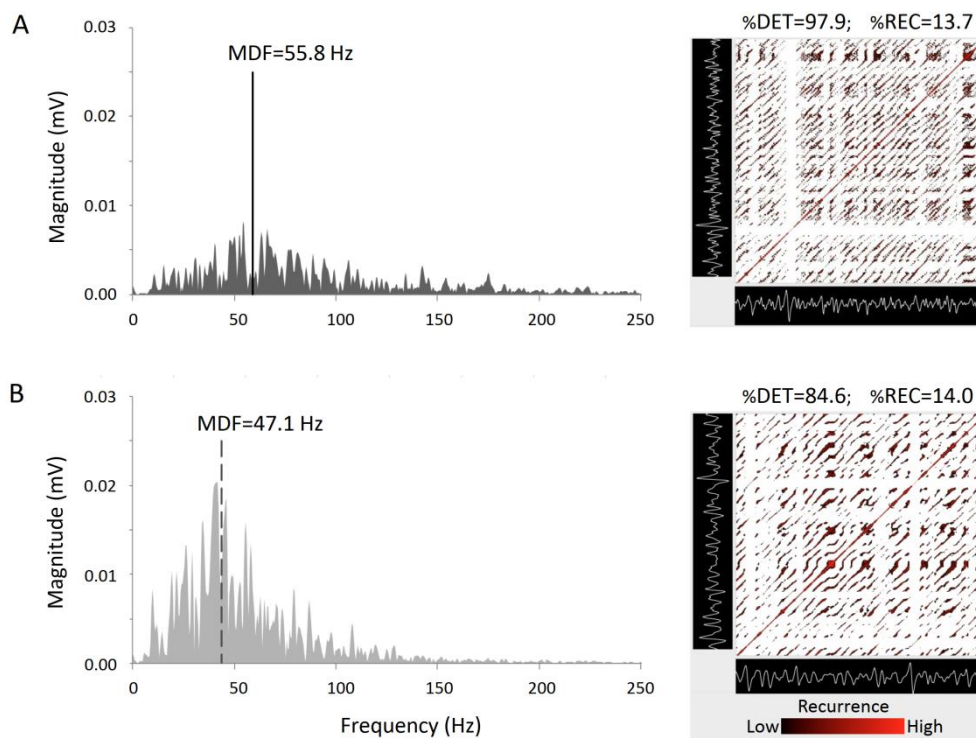 A
0.03
MDF=55.8 Hz
%DET=97.9; %REC=13.7
0.02
Magnitude (mV)
0.01
0.00
0 50 100 150 200 250
B
0.03
MDF=47.1 Hz
%DET=84.6; %REC=14.0
0.02
Magnitude (mV)
0.01
0.00
0 50 100 150 200 250
Frequency (Hz)
Recurrence
Low High